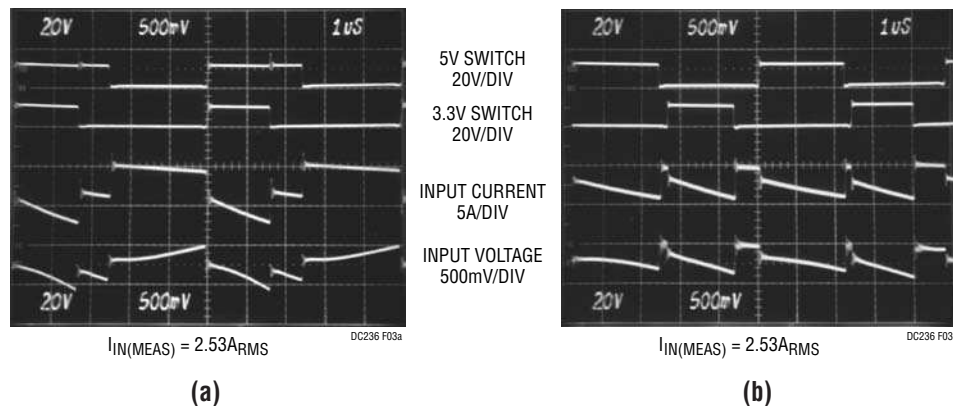 20V 500mV 1US
5V SWITCH
20V/DIV
3.3V SWITCH
20V/DIV
INPUT CURRENT
5A/DIV
INPUT VOLTAGE
500mV/DIV
20V 500mV
DC236 F03a
IIN(MEAS) = 2.53ARMS
(a)
20V 500mV 1US
20V 500mV
DC236 F03
IIN(MEAS) = 2.53ARMS
(b)